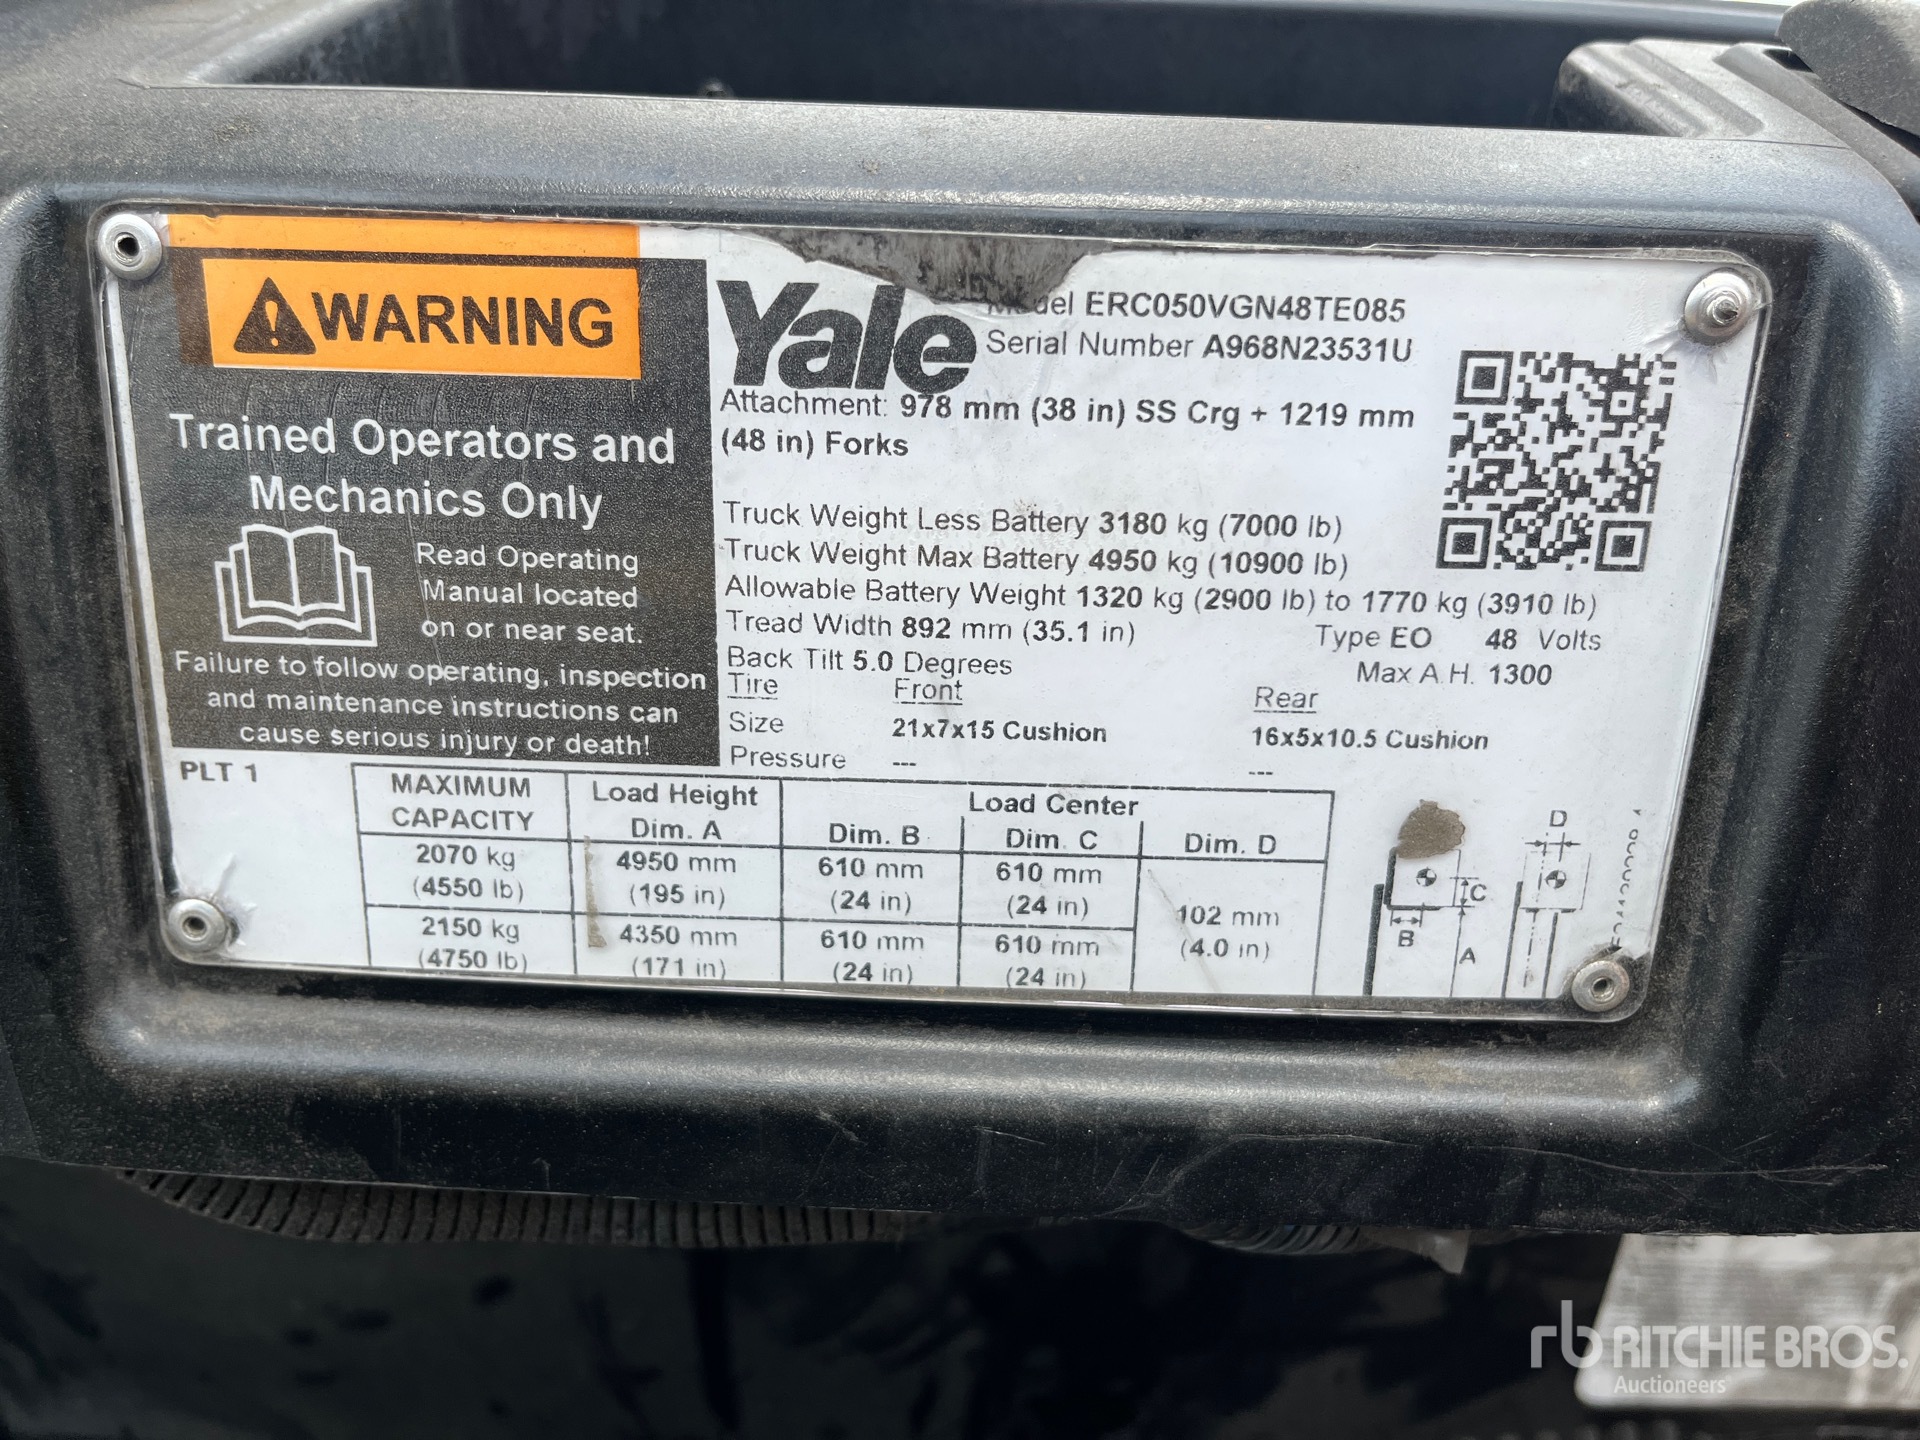 WARNING
Trained Operators and
Mechanics Only
Read Operating
Manual located
on or near seat.
Failure to follow operating, inspection
and maintenance instructions can
cause serious injury or death!
PLT 1
Yale
Model ERC050VGN48TE085
Serial Number A968N23531U
Attachment: 978 mm (38 in) SS Crg + 1219 mm
(48 in) Forks
Truck Weight Less Battery 3180 kg (7000 lb)
Truck Weight Max Battery 4950 kg (10900 lb)
Allowable Battery Weight 1320 kg (2900 lb) to 1770 kg (3910 lb)
Tread Width 892 mm (35.1 in) Type EO 48 Volts
Back Tilt 5.0 Degrees Max A.H. 1300
Tire Front Rear
Size 21x7x15 Cushion 16x5x10.5 Cushion
Pressure --- ---
MAXIMUM CAPACITY Load Height Dim. A Load Center Dim. B Dim. C Dim. D
2070 kg 4950 mm 610 mm 610 mm
(4550 lb) (195 in) (24 in) (24 in)
102 mm
(4.0 in)
2150 kg 4350 mm 610 mm 610 mm
(4750 lb) (171 in) (24 in) (24 in)
D
C
B
A
rb RITCHIE BROS.
Auctioneers